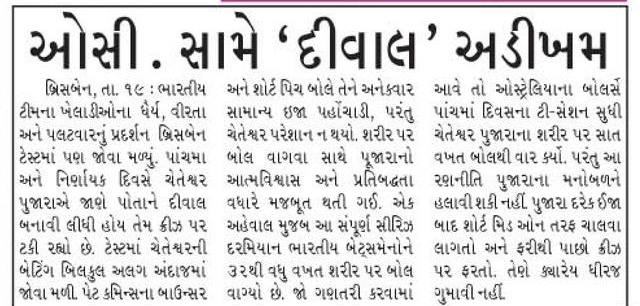 ઓસી. સામે ‘દીવાલ’ અડીખમ
બ્રિસબેન, તા. ૧૯ : ભારતીય
ટીમના ખેલાડીઓના ધૈર્ય, વીરતા
અને પલટવારનું પ્રદર્શન બ્રિસબેન
ટેસ્ટમાં પણ જોવા મળ્યું. પાંચમા
અને નિર્ણાયક દિવસે ચેતેશ્વર
પુજારાએ જાણે પોતાને દીવાલ
બનાવી લીધી હોય તેમ ક્રીઝ પર
ટકી રહ્યો છે. ટેસ્ટમાં ચેતેશ્વરની
બેટિંગ બિલકુલ અલગ અંદાજમાં
જોવા મળી. પેટ કમિન્સના બાઉન્સર
અને શોર્ટ પિચ બોલે તેને અનેકવાર
સામાન્ય ઇજા પહોંચાડી, પરંતુ
ચેતેશ્વર પરેશાન ન થયો. શરીર પર
બોલ વાગવા સાથે પૂજારાનો
આત્મવિશ્વાસ અને પ્રતિબદ્ધતા
વધારે મજબૂત થતી ગઈ. એક
અહેવાલ મુજબ આ સંપૂર્ણ સીરિઝ
દરમિયાન ભારતીય બેટ્સમેનોને
૩૨થી વધુ વખત શરીર પર બોલ
વાગ્યો છે. જો ગણતરી કરવામાં
આવે તો ઓસ્ટ્રેલિયાના બોલર્સે
પાંચમાં દિવસના ટી-સેશન સુધી
ચેતેશ્વર પુજારાના શરીર પર સાત
વખત બોલથી વાર કર્યો. પરંતુ આ
રણનીતિ પુજારાના મનોબળને
હલાવી શકી નહીં. પુજારા દરેક ઈજા
બાદ શોર્ટ મિડ ઓન તરફ ચાલવા
લાગતો અને ફરીથી પાછો ક્રીઝ
પર ફરતો. તેણે ક્યારેય ધીરજ
ગુમાવી નહીં.